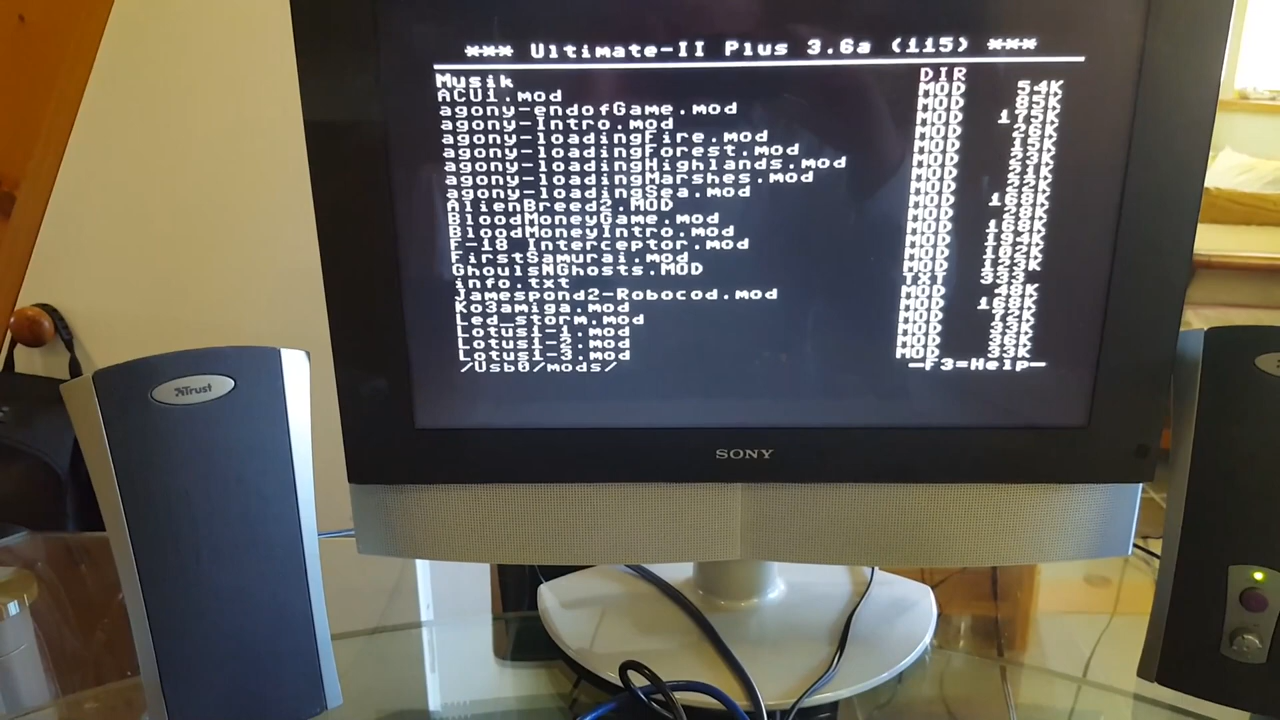 *** Ultimate-II Plus 3.6a (115) ***
Musik DIR
ACU1.mod MOD 54K
agony-endofGame.mod MOD 85K
agony-Intro.mod MOD 175K
agony-loadingFire.mod MOD 26K
agony-loadingForest.mod MOD 15K
agony-loadingHighlands.mod MOD 23K
agony-loadingMarshes.mod MOD 21K
agony-loadingSea.mod MOD 22K
AlienBreed2.MOD MOD 168K
BloodMoneyGame.mod MOD 28K
BloodMoneyIntro.mod MOD 168K
F-18 Interceptor.mod MOD 194K
FirstSamurai.mod MOD 102K
GhoulsNGhosts.MOD MOD 123K
info.txt TXT 333
Jamespond2-Robocod.mod MOD 48K
Ko3amiga.mod MOD 168K
Led_storm.mod MOD 72K
Lotus1-1.mod MOD
Lotus1-2.mod MOD
Lotus1-3.mod MOD 33K
/Usb0/mods/ F3=Help
Trust
SONY